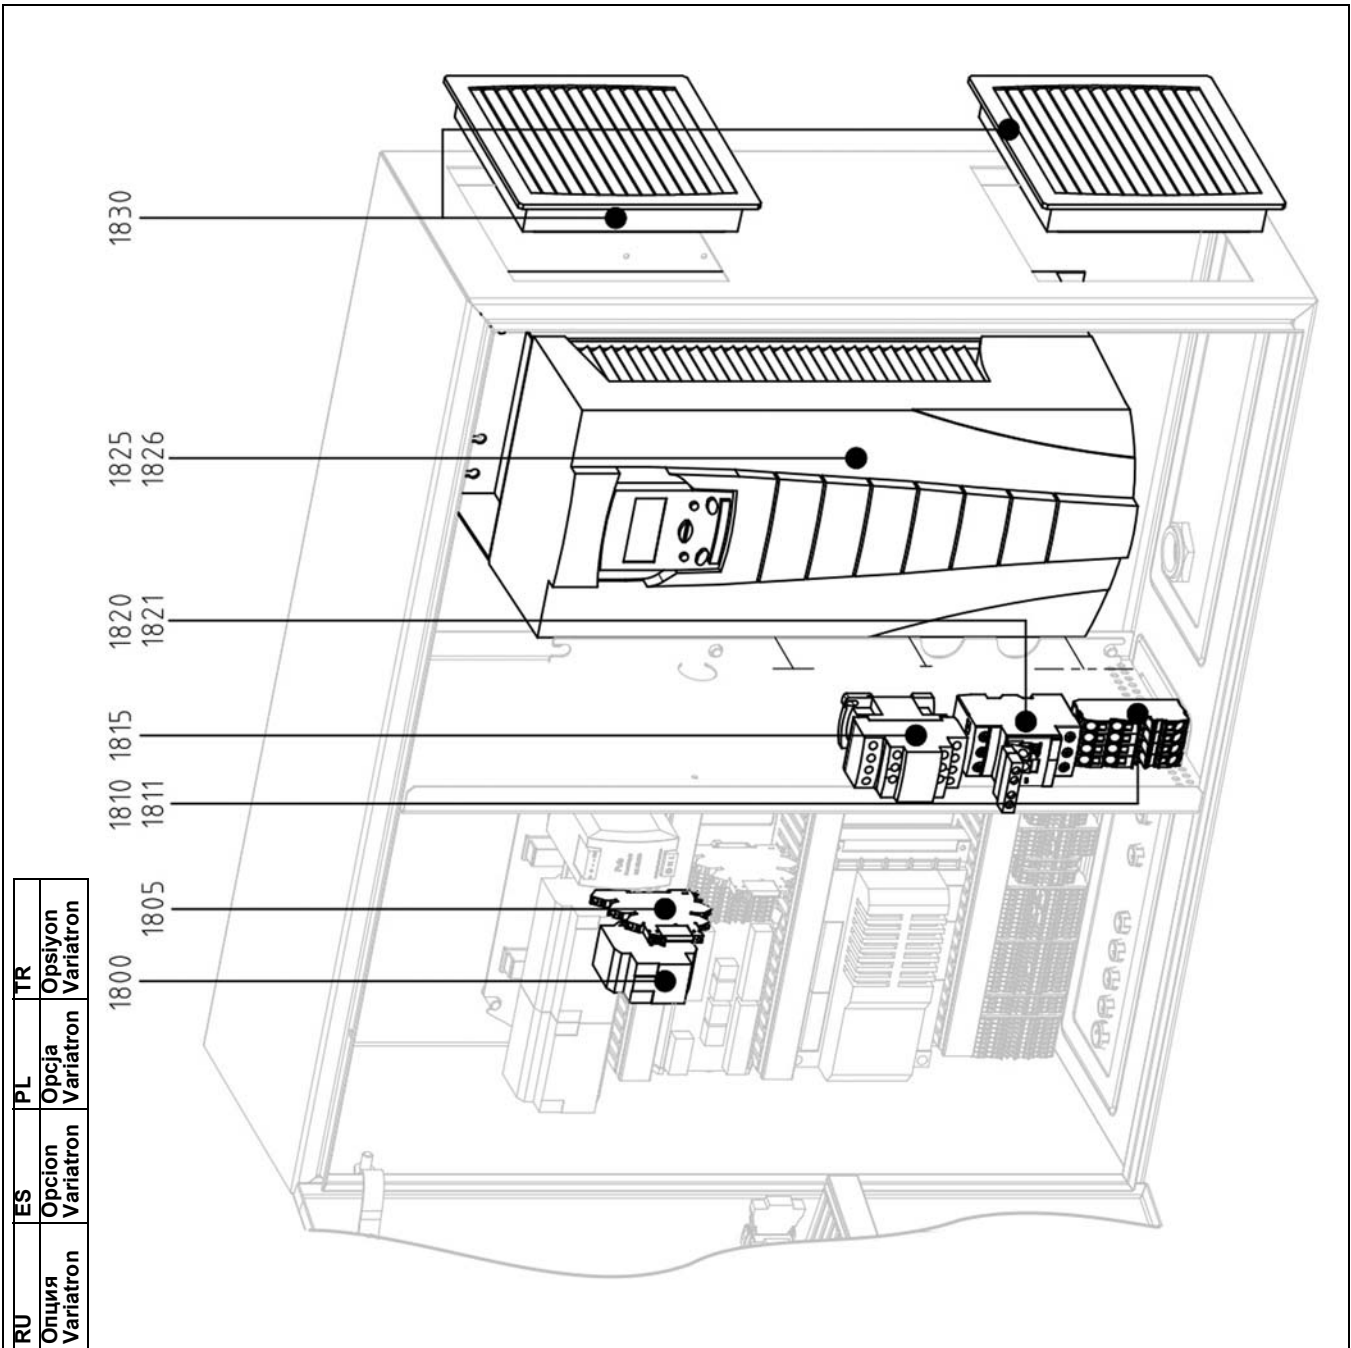 1830
1825
1826
1820
1821
1815
1810
1811
1805
1800
RU
ES
PL
TR
Опция
Variatron
Opcion
Variatron
Opcja
Variatron
Opsiyon
Variatron